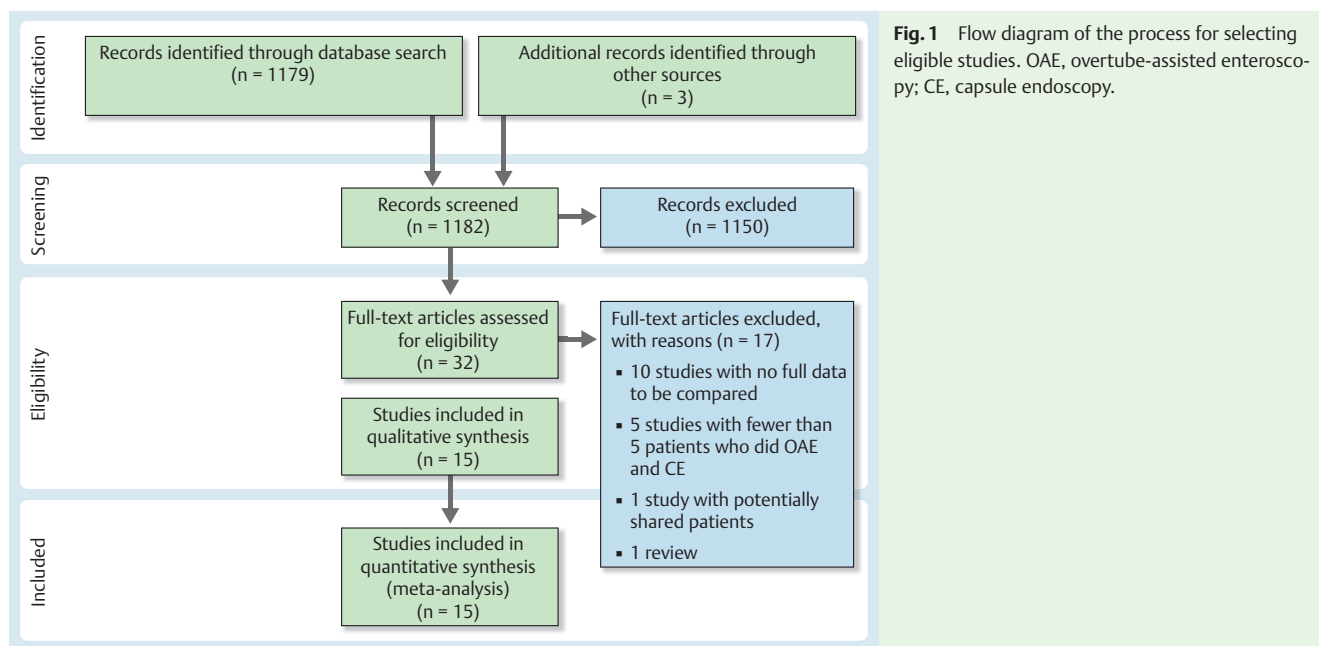 Identification
Records identified through database search
(n = 1179)
Additional records identified through
other sources
(n = 3)
Screening
Records screened
(n = 1182)
Records excluded
(n = 1150)
Eligibility
Full-text articles assessed
for eligibility
(n = 32)
Full-text articles excluded,
with reasons (n = 17)
▪ 10 studies with no full data
to be compared
▪ 5 studies with fewer than
5 patients who did OAE
and CE
▪ 1 study with potentially
shared patients
▪ 1 review
Studies included in
qualitative synthesis
(n = 15)
Included
Studies included in
quantitative synthesis
(meta-analysis)
(n = 15)
Fig. 1 Flow diagram of the process for selecting
eligible studies. OAE, overtube-assisted enterosco-
py; CE, capsule endoscopy.